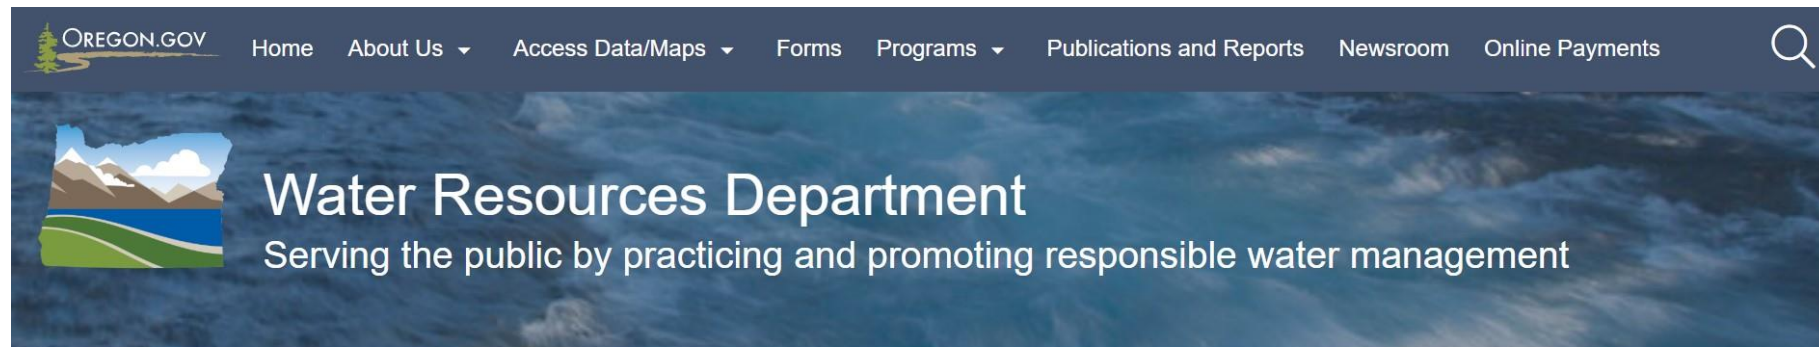 OREGON.GOV Home About Us Access Data/Maps Forms Programs Publications and Reports Newsroom Online Payments
Water Resources Department
Serving the public by practicing and promoting responsible water management